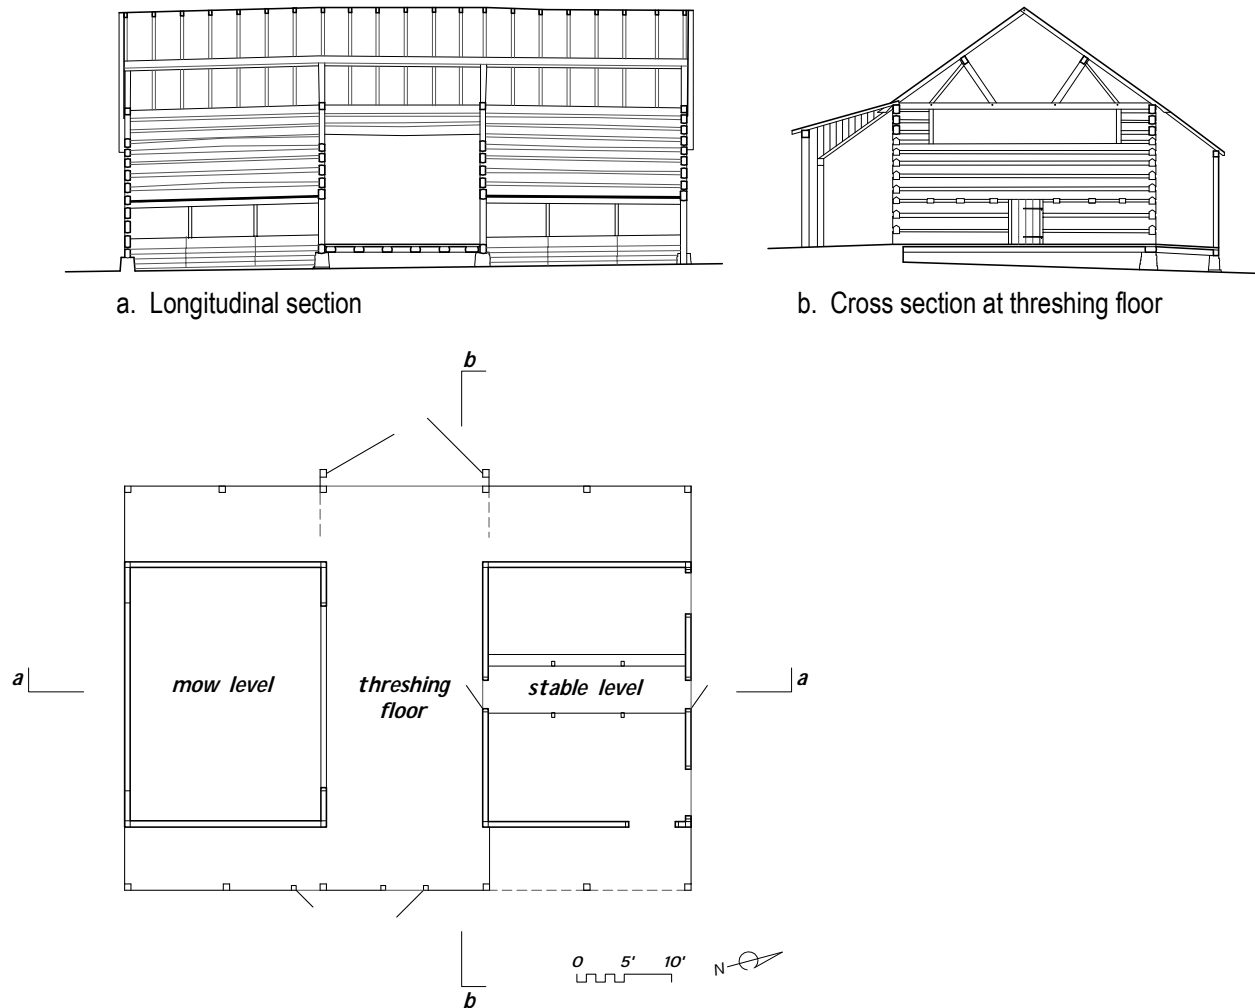 a. Longitudinal section
b. Cross section at threshing floor
b
a
mow level
threshing
floor
stable level
a
b
0 5' 10'
N